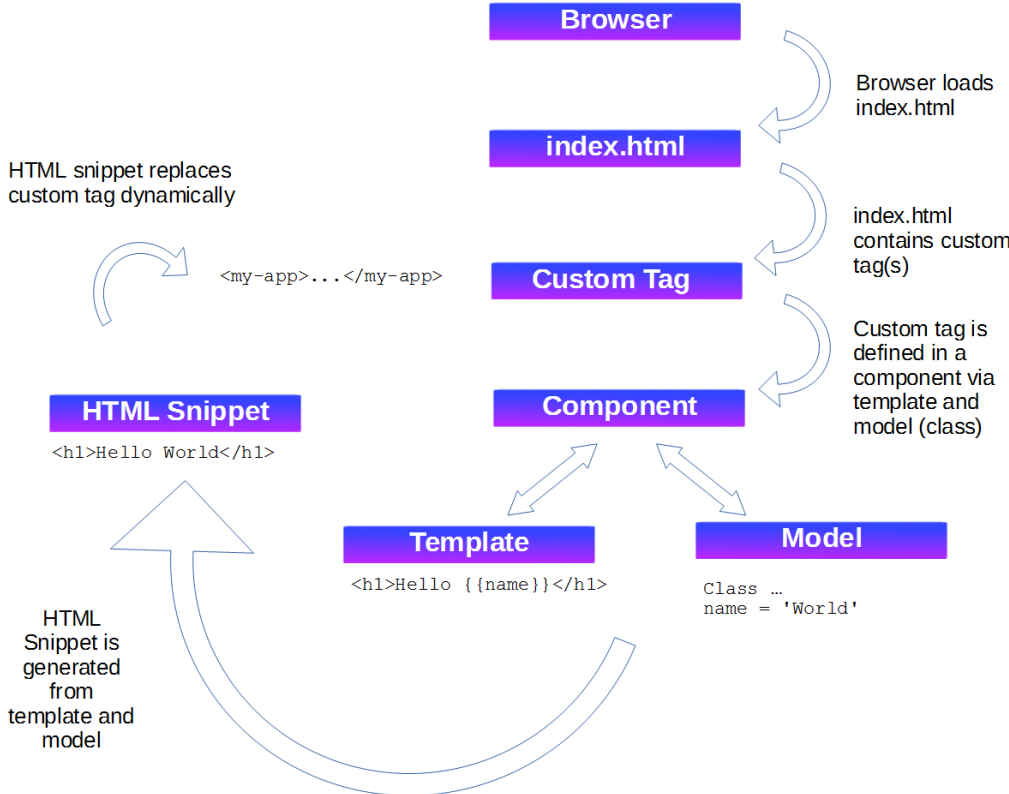 Browser
Browser loads
index.html
index.html
HTML snippet replaces
custom tag dynamically
index.html
contains custom
tag(s)
<my-app>...</my-app>
Custom Tag
Custom tag is
defined in a
component via
template and
model (class)
HTML Snippet
<h1>Hello World</h1>
Component
Template
<h1>Hello {{name}}</h1>
Model
Class …
name = 'World'
HTML
Snippet is
generated
from
template and
model